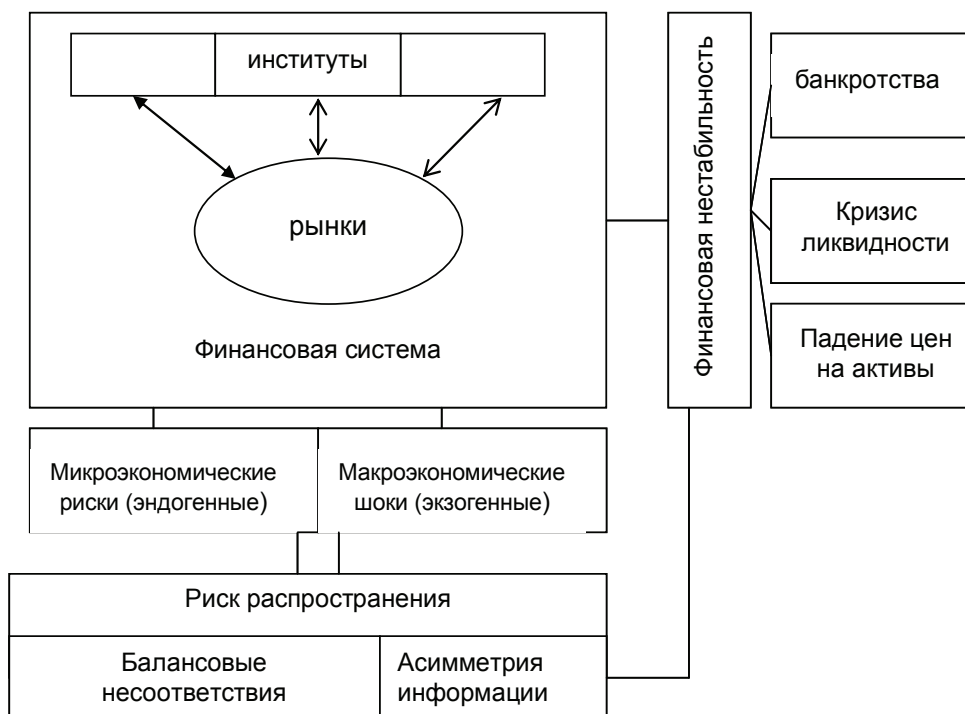 институты
рынки
Финансовая система
Финансовая нестабильность
банкротства
Кризис
ликвидности
Падение цен
на активы
Микроэкономические
риски (эндогенные)
Макроэкономические
шоки (экзогенные)
Риск распространения
Балансовые
несоответствия
Асимметрия
информации